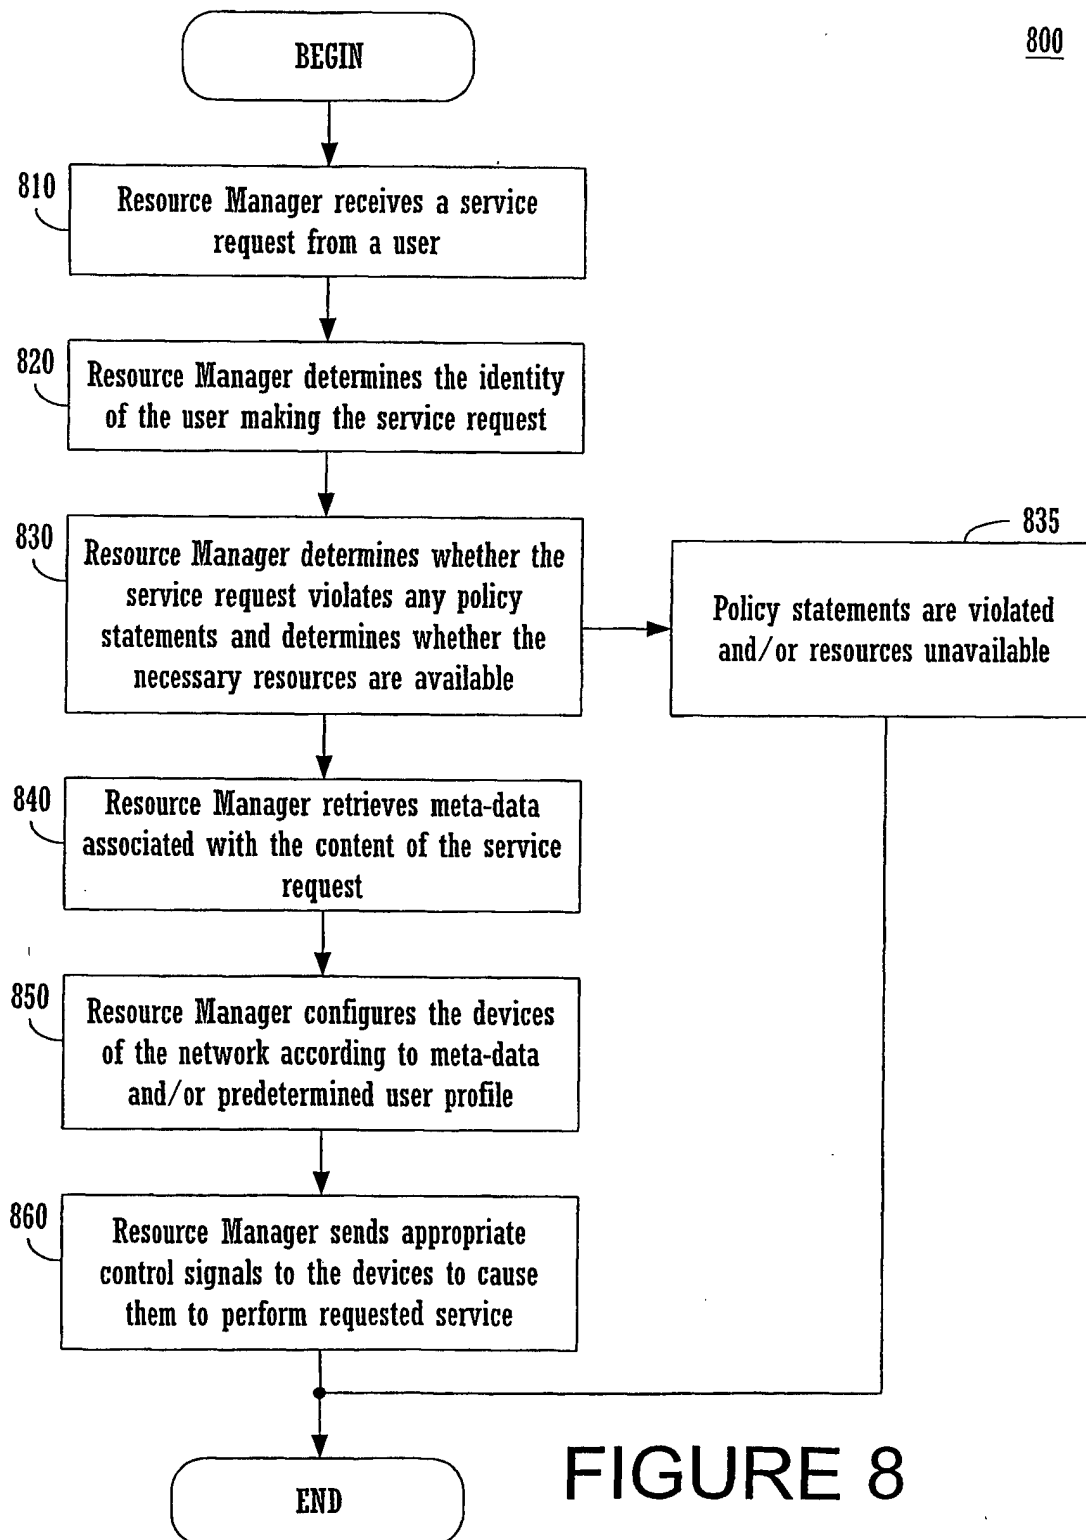 BEGIN
800
810
Resource Manager receives a service
request from a user
820
Resource Manager determines the identity
of the user making the service request
830
Resource Manager determines whether the
service request violates any policy
statements and determines whether the
necessary resources are available
835
Policy statements are violated
and/or resources unavailable
840
Resource Manager retrieves meta-data
associated with the content of the service
request
850
Resource Manager configures the devices
of the network according to meta-data
and/or predetermined user profile
860
Resource Manager sends appropriate
control signals to the devices to cause
them to perform requested service
END
FIGURE 8